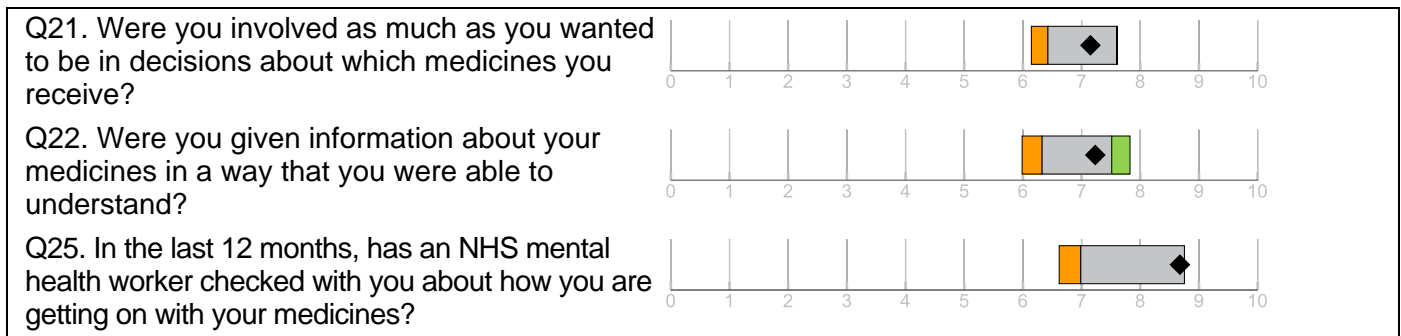 Q21. Were you involved as much as you wanted
to be in decisions about which medicines you
receive?
0 1 2 3 4 5 6 7 8 9 10
Q22. Were you given information about your
medicines in a way that you were able to
understand?
0 1 2 3 4 5 6 7 8 9 10
Q25. In the last 12 months, has an NHS mental
health worker checked with you about how you are
getting on with your medicines?
0 1 2 3 4 5 6 7 8 9 10